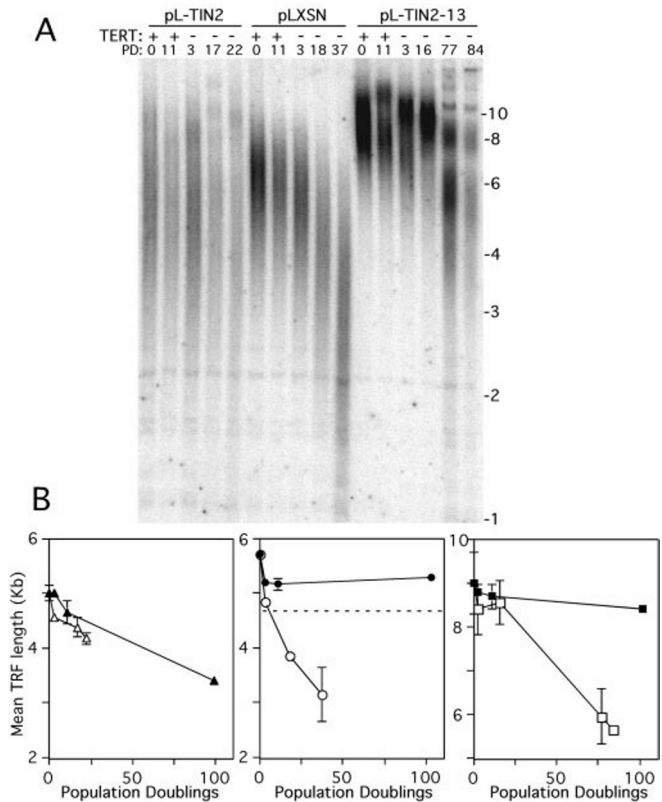 A
pL-TIN2 pLXSN pL-TIN2-13
TERT: + + - - - + + - - - + + - - - -
PD: 0 11 3 17 22 0 11 3 18 37 0 11 3 16 77 84
-10
-8
-6
-4
-3
-2
-1
B
6 6 10
4 4 8
2 2 6
Mean TRF length (Kb)
0 50 100 0 50 100 0 50 100
Population Doublings Population Doublings Population Doublings